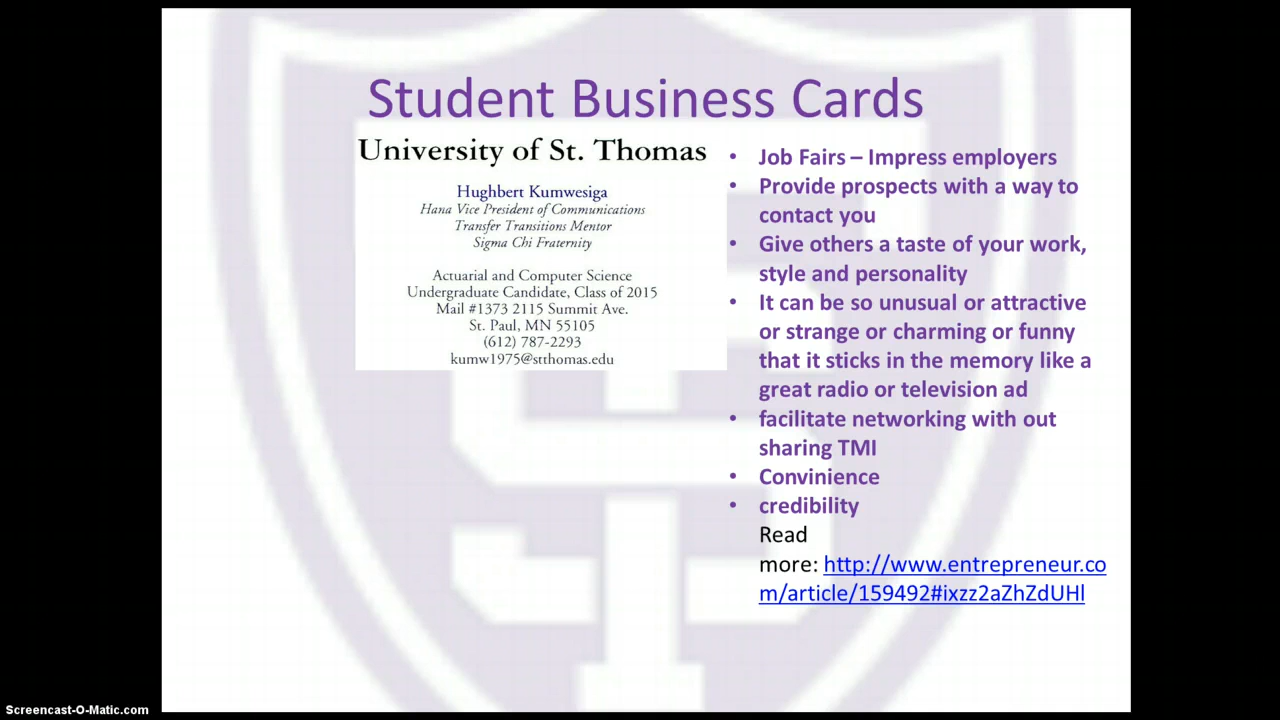 Student Business Cards
University of St. Thomas
Hughbert Kumwesiga
Hana Vice President of Communications
Transfer Transitions Mentor
Sigma Chi Fraternity
Actuarial and Computer Science
Undergraduate Candidate, Class of 2015
Mail #1373 2115 Summit Ave.
St. Paul, MN 55105
(612) 787-2293
kumw1975@stthomas.edu
• Job Fairs – Impress employers
• Provide prospects with a way to
contact you
• Give others a taste of your work,
style and personality
• It can be so unusual or attractive
or strange or charming or funny
that it sticks in the memory like a
great radio or television ad
• facilitate networking with out
sharing TMI
• Convinience
• credibility
Read
more: http://www.entrepreneur.co
m/article/159492#ixzz2aZhZdUHl
Screencast-O-Matic.com